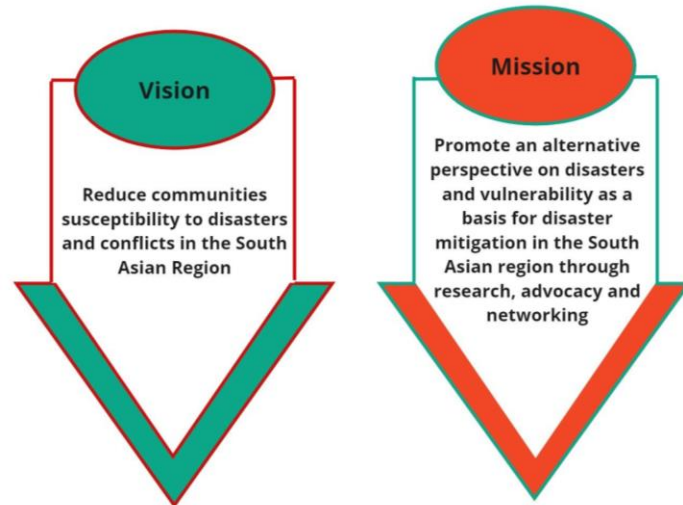 Vision
Reduce communities
susceptibility to disasters
and conflicts in the South
Asian Region
Mission
Promote an alternative
perspective on disasters
and vulnerability as a
basis for disaster
mitigation in the South
Asian region through
research, advocacy and
networking